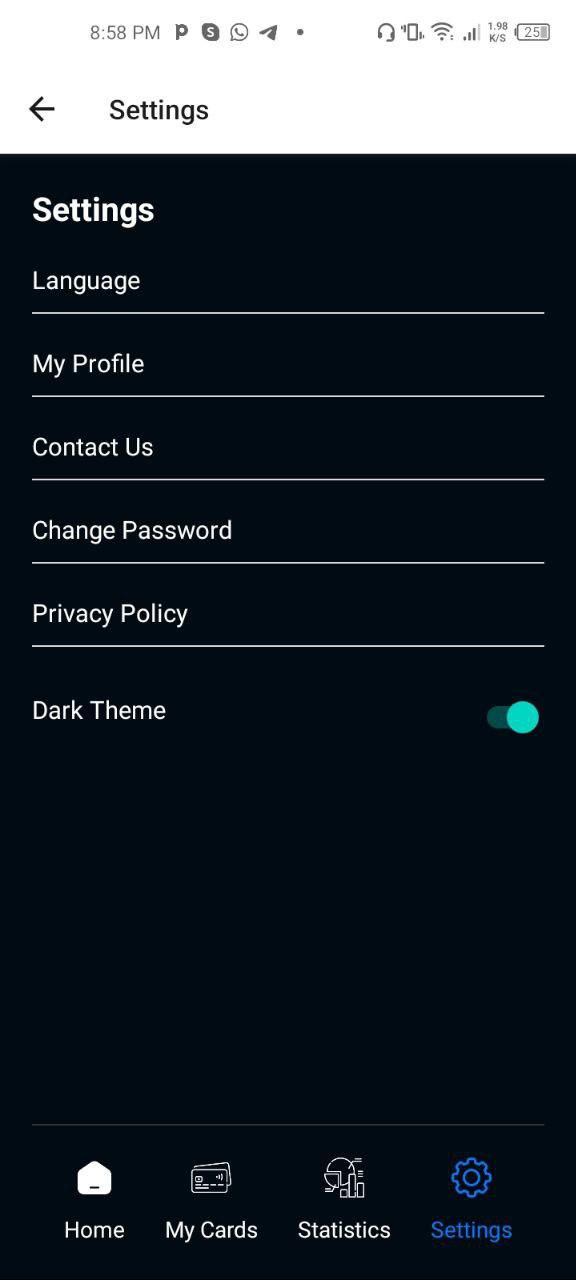 8:58 PM
1.98
K/S
25
Settings
Settings
Language
My Profile
Contact Us
Change Password
Privacy Policy
Dark Theme
Home
My Cards
Statistics
Settings